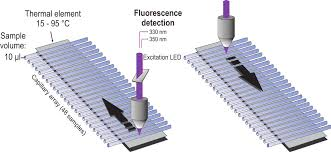 Thermal element
15 - 95 °C
Sample
volume:
10 µl
Capillary array (48 samples)
Fluorescence
detection
330 nm
350 nm
Excitation LED